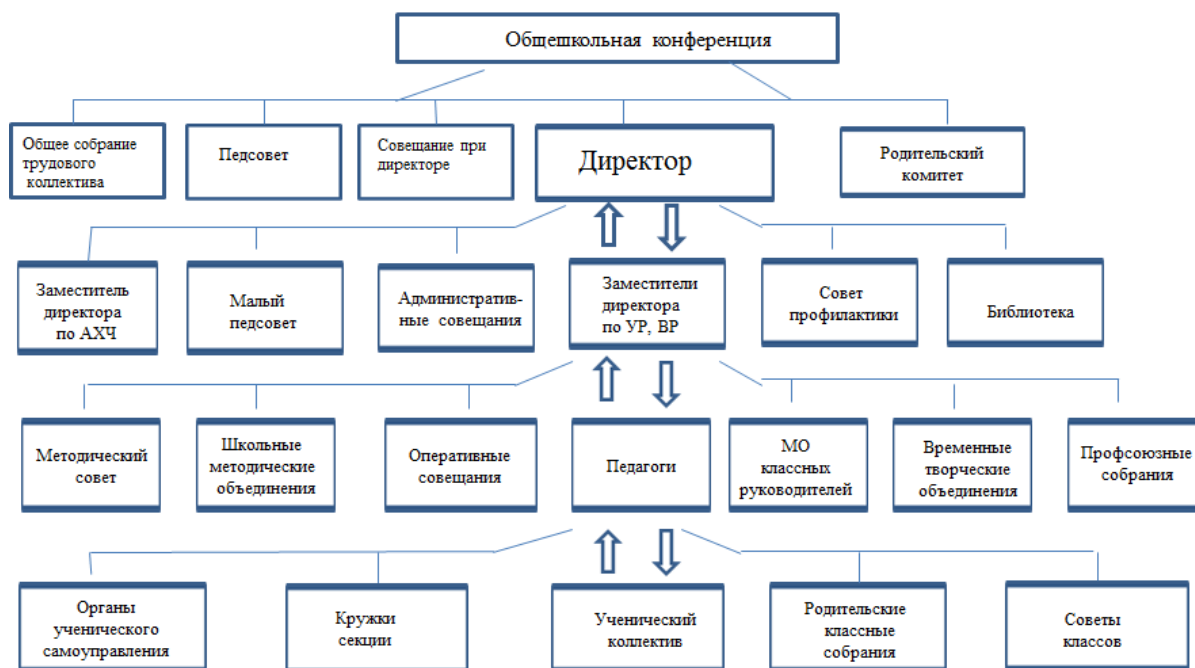 Общешкольная конференция
Общее собрание
трудового
коллектива
Педсовет
Совещание при
директоре
Директор
Родительский
комитет
Заместитель
директора
по АХЧ
Малый
педсовет
Административ-
ные совещания
Заместители
директора
по УР, ВР
Совет
профилактики
Библиотека
Методический
совет
Школьные
методические
объединения
Оперативные
совещания
Педагоги
МО
классных
руководителей
Временные
творческие
объединения
Профсоюзные
собрания
Органы
ученического
самоуправления
Кружки
секции
Ученический
коллектив
Родительские
классные
собрания
Советы
классов